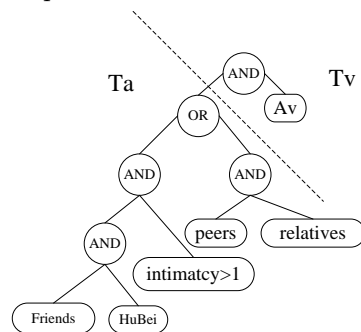 AND
Ta
Tv
OR
Av
AND
AND
peers
relatives
AND
intimatcy>1
Friends
HuBei